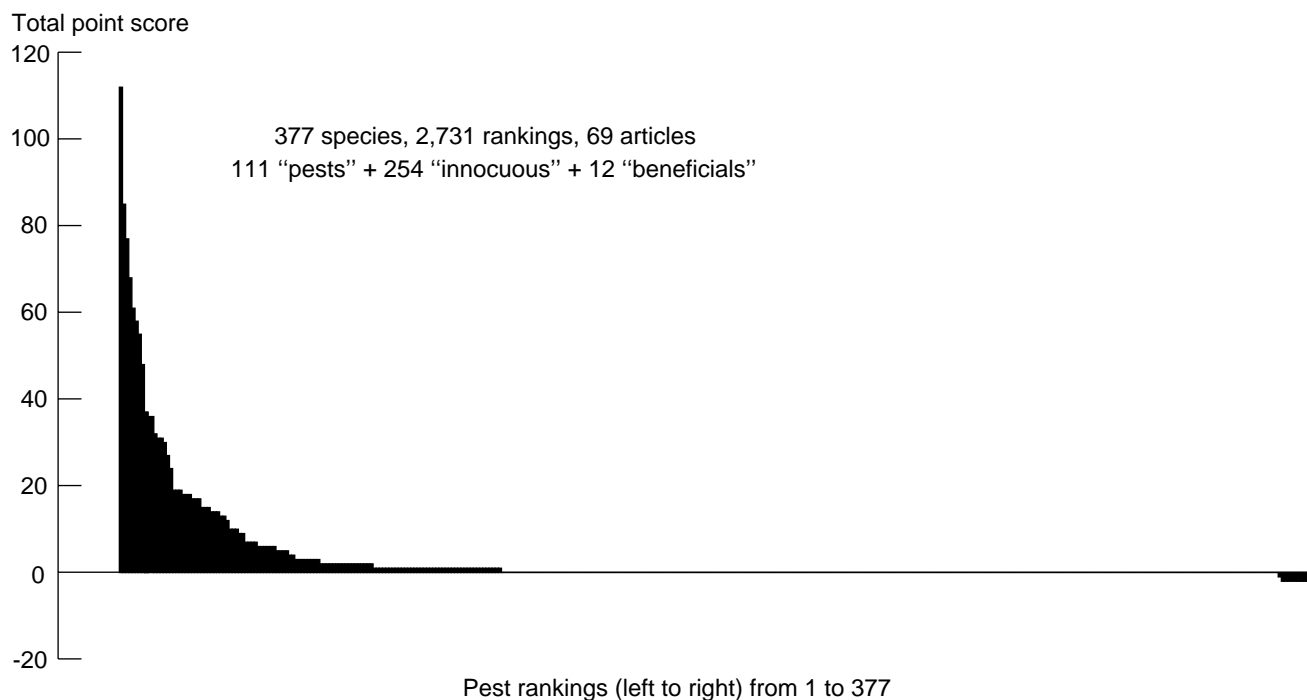 Total point score
120
377 species, 2,731 rankings, 69 articles
100
111 ‘‘pests’’ + 254 ‘‘innocuous’’ + 12 ‘‘beneficials’’
80
60
40
20
0
-20
Pest rankings (left to right) from 1 to 377